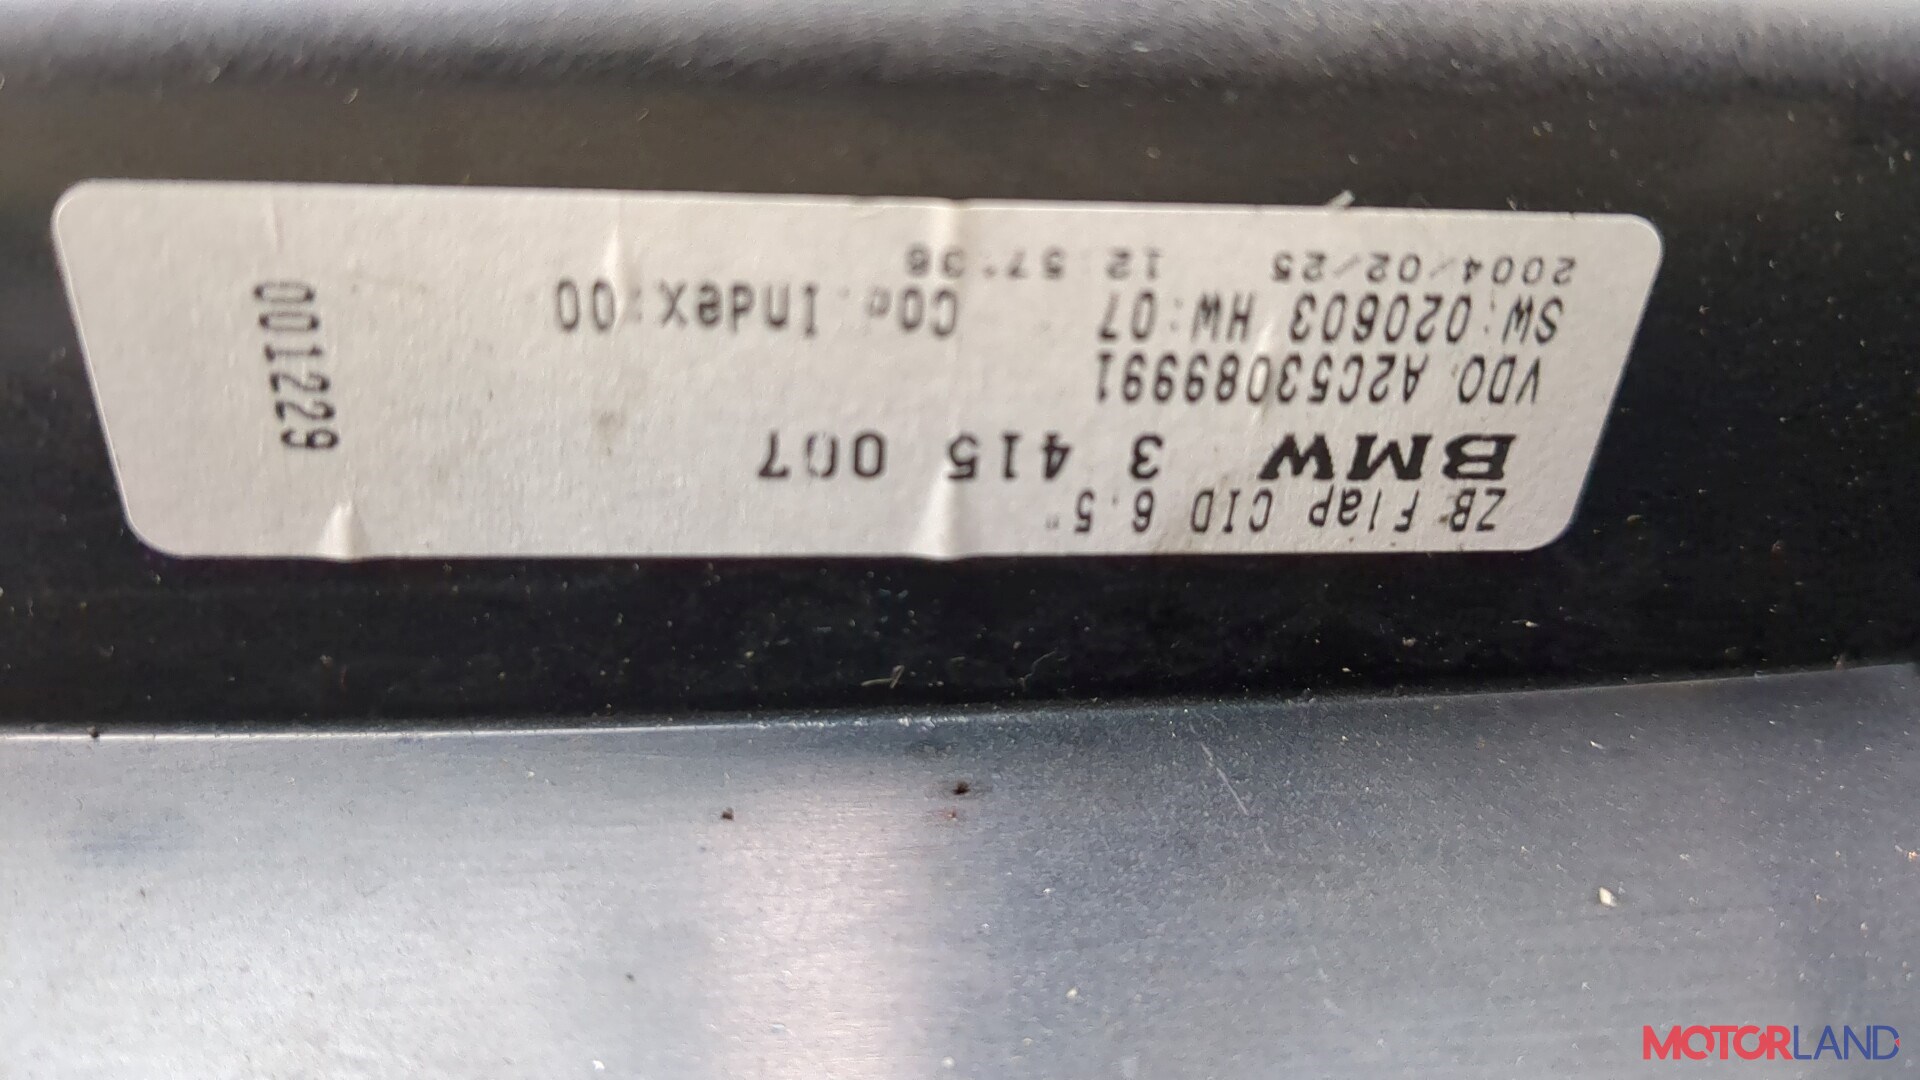 ZB Flap CID 6.5"
BMW 3 415 007
VDO A2C53089991
SW:020603 HW:07 Index:00
2004/02/25 12:57:36
001229
MOTORLAND